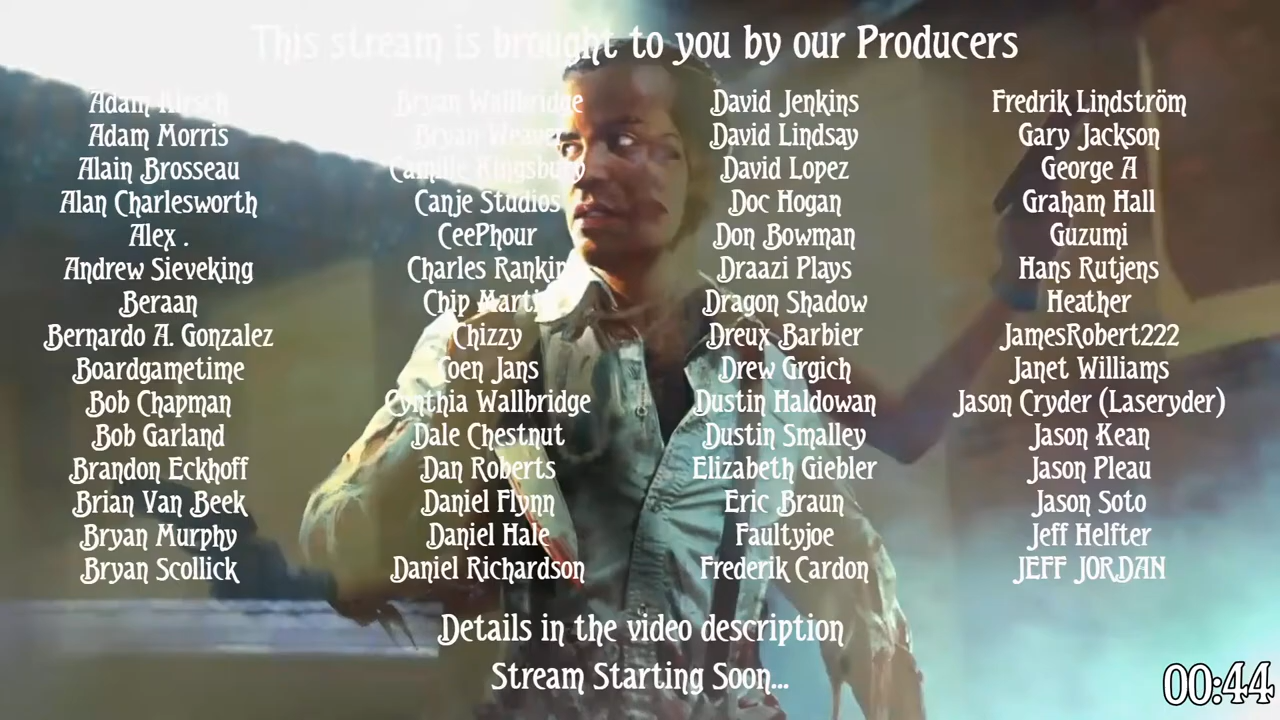 This stream is brought to you by our Producers
Adam Kirsch
Adam Morris
Alain Brosseau
Alan Charlesworth
Alex .
Andrew Sieveking
Beraan
Bernardo A. Gonzalez
Boardgametime
Bob Chapman
Bob Garland
Brandon Eckhoff
Brian Van Beek
Bryan Murphy
Bryan Scollick
Bryan Wallbridge
Bryan Weaver
Camille Kingsbury
Canje Studios
CeePhour
Charles Rankin
Chip Martin
Chizzy
Coen Jans
Cynthia Wallbridge
Dale Chestnut
Dan Roberts
Daniel Flynn
Daniel Hale
Daniel Richardson
David Jenkins
David Lindsay
David Lopez
Doc Hogan
Don Bowman
Draazi Plays
Dragon Shadow
Dreux Barbier
Drew Grgich
Dustin Haldowan
Dustin Smalley
Elizabeth Giebler
Eric Braun
Faultyjoe
Frederik Cardon
Fredrik Lindström
Gary Jackson
George A
Graham Hall
Guzumi
Hans Rutjens
Heather
JamesRobert222
Janet Williams
Jason Cryder (Laseryder)
Jason Kean
Jason Pleau
Jason Soto
Jeff Helfter
JEFF JORDAN
Details in the video description
Stream Starting Soon...
00:44